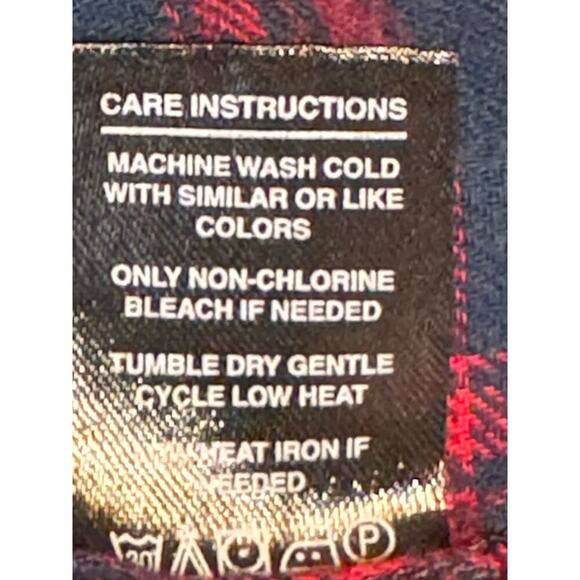 CARE INSTRUCTIONS
MACHINE WASH COLD
WITH SIMILAR OR LIKE
COLORS
ONLY NON-CHLORINE
BLEACH IF NEEDED
TUMBLE DRY GENTLE
CYCLE LOW HEAT
HEAT IRON IF
NEEDED
30
P